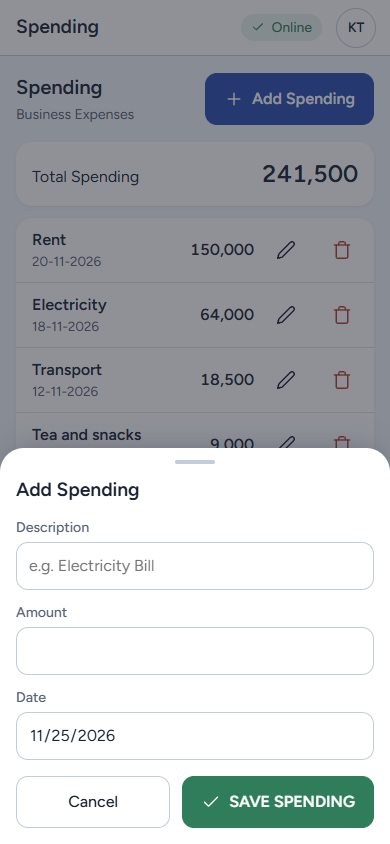 Spending
Online
KT
Spending
Business Expenses
Add Spending
Total Spending
241,500
Rent
20-11-2026
150,000
Electricity
18-11-2026
64,000
Transport
12-11-2026
18,500
Tea and snacks
9,000
Add Spending
Description
e.g. Electricity Bill
Amount
Date
11/25/2026
Cancel
SAVE SPENDING